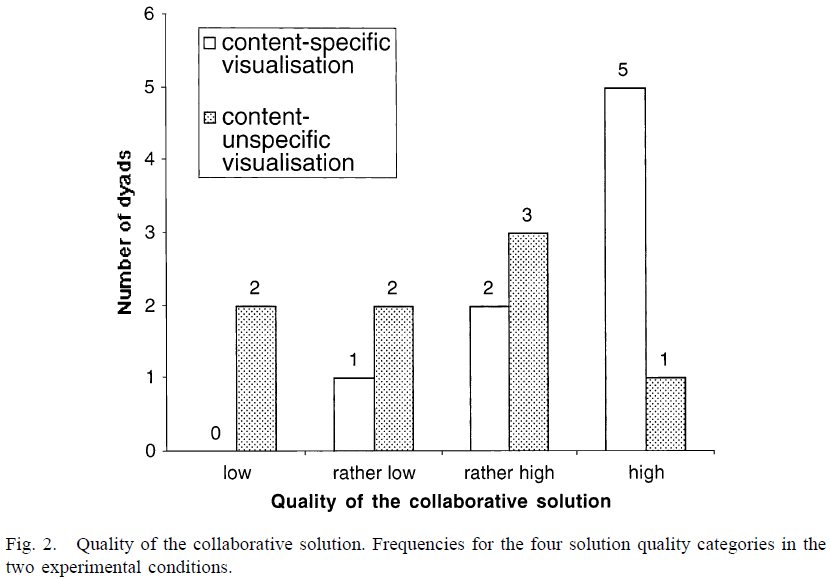 6
5
4
3
2
1
0
Number of dyads
content-specific
visualisation
content-
unspecific
visualisation
0
2
1
2
2
3
5
1
low rather low rather high high
Quality of the collaborative solution
Fig. 2. Quality of the collaborative solution. Frequencies for the four solution quality categories in the
two experimental conditions.